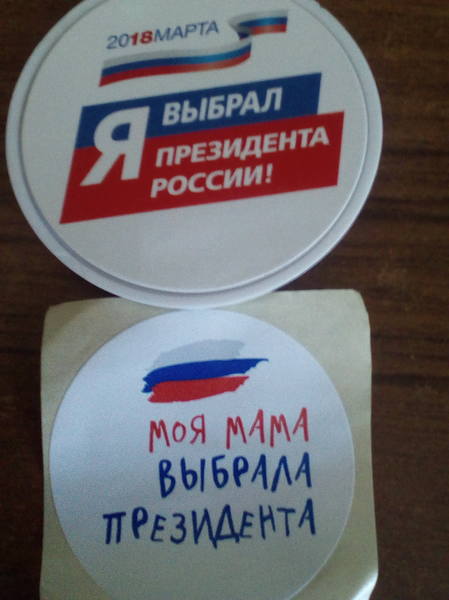 2018МАРТА
Я ВЫБРАЛ
ПРЕЗИДЕНТА
РОССИИ!
МОЯ МАМА
ВЫБРАЛА
ПРЕЗИДЕНТА